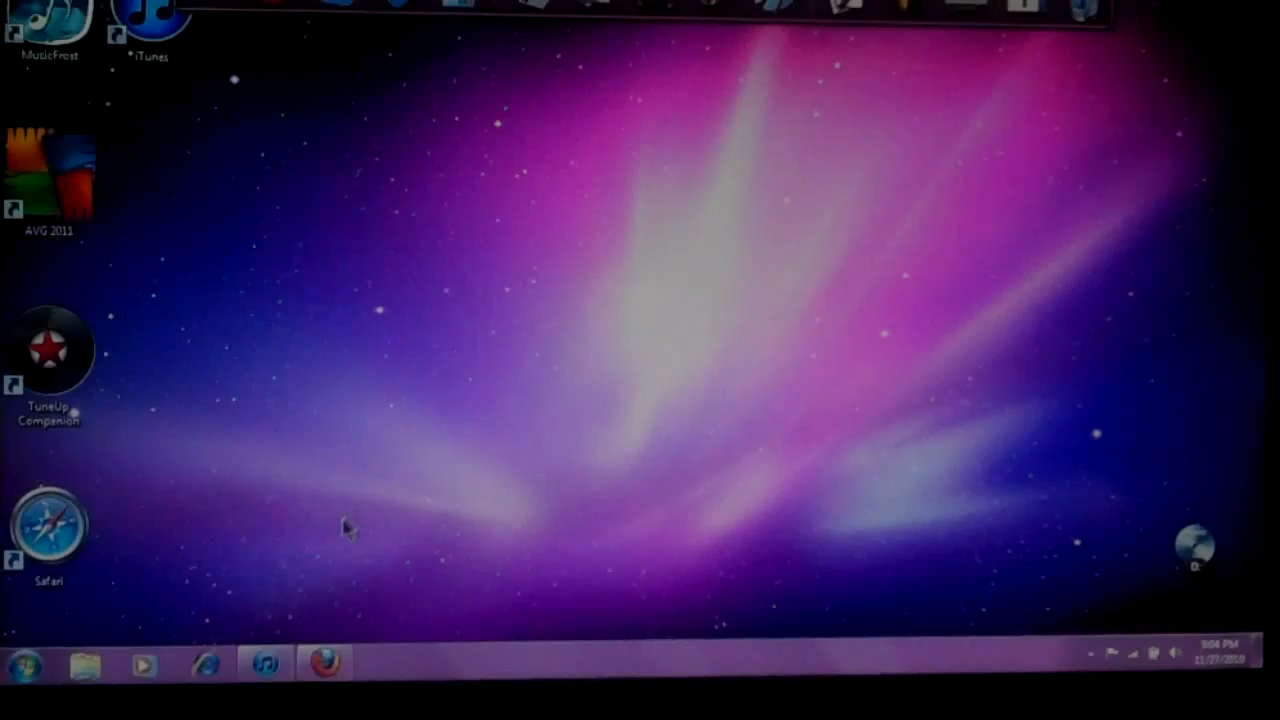 MusicFrost
iTunes
AVG 2011
TuneUp
Companion
Safari
9:04 PM
11/27/2010